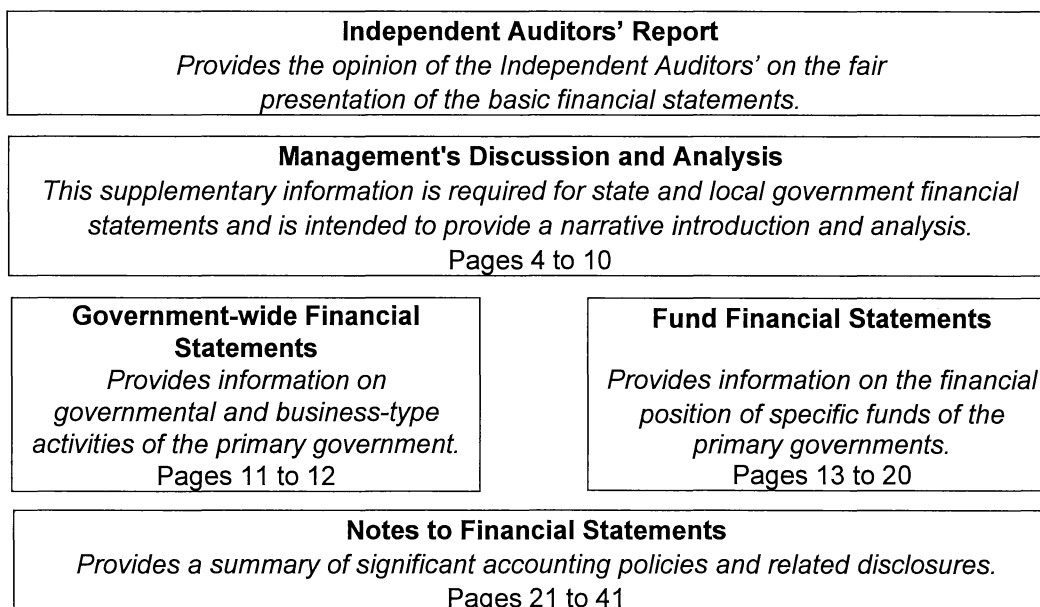 Independent Auditors' Report
Provides the opinion of the Independent Auditors' on the fair
presentation of the basic financial statements.
Management's Discussion and Analysis
This supplementary information is required for state and local government financial
statements and is intended to provide a narrative introduction and analysis.
Pages 4 to 10
Government-wide Financial
Statements
Provides information on
governmental and business-type
activities of the primary government.
Pages 11 to 12
Fund Financial Statements
Provides information on the financial
position of specific funds of the
primary governments.
Pages 13 to 20
Notes to Financial Statements
Provides a summary of significant accounting policies and related disclosures.
Pages 21 to 41